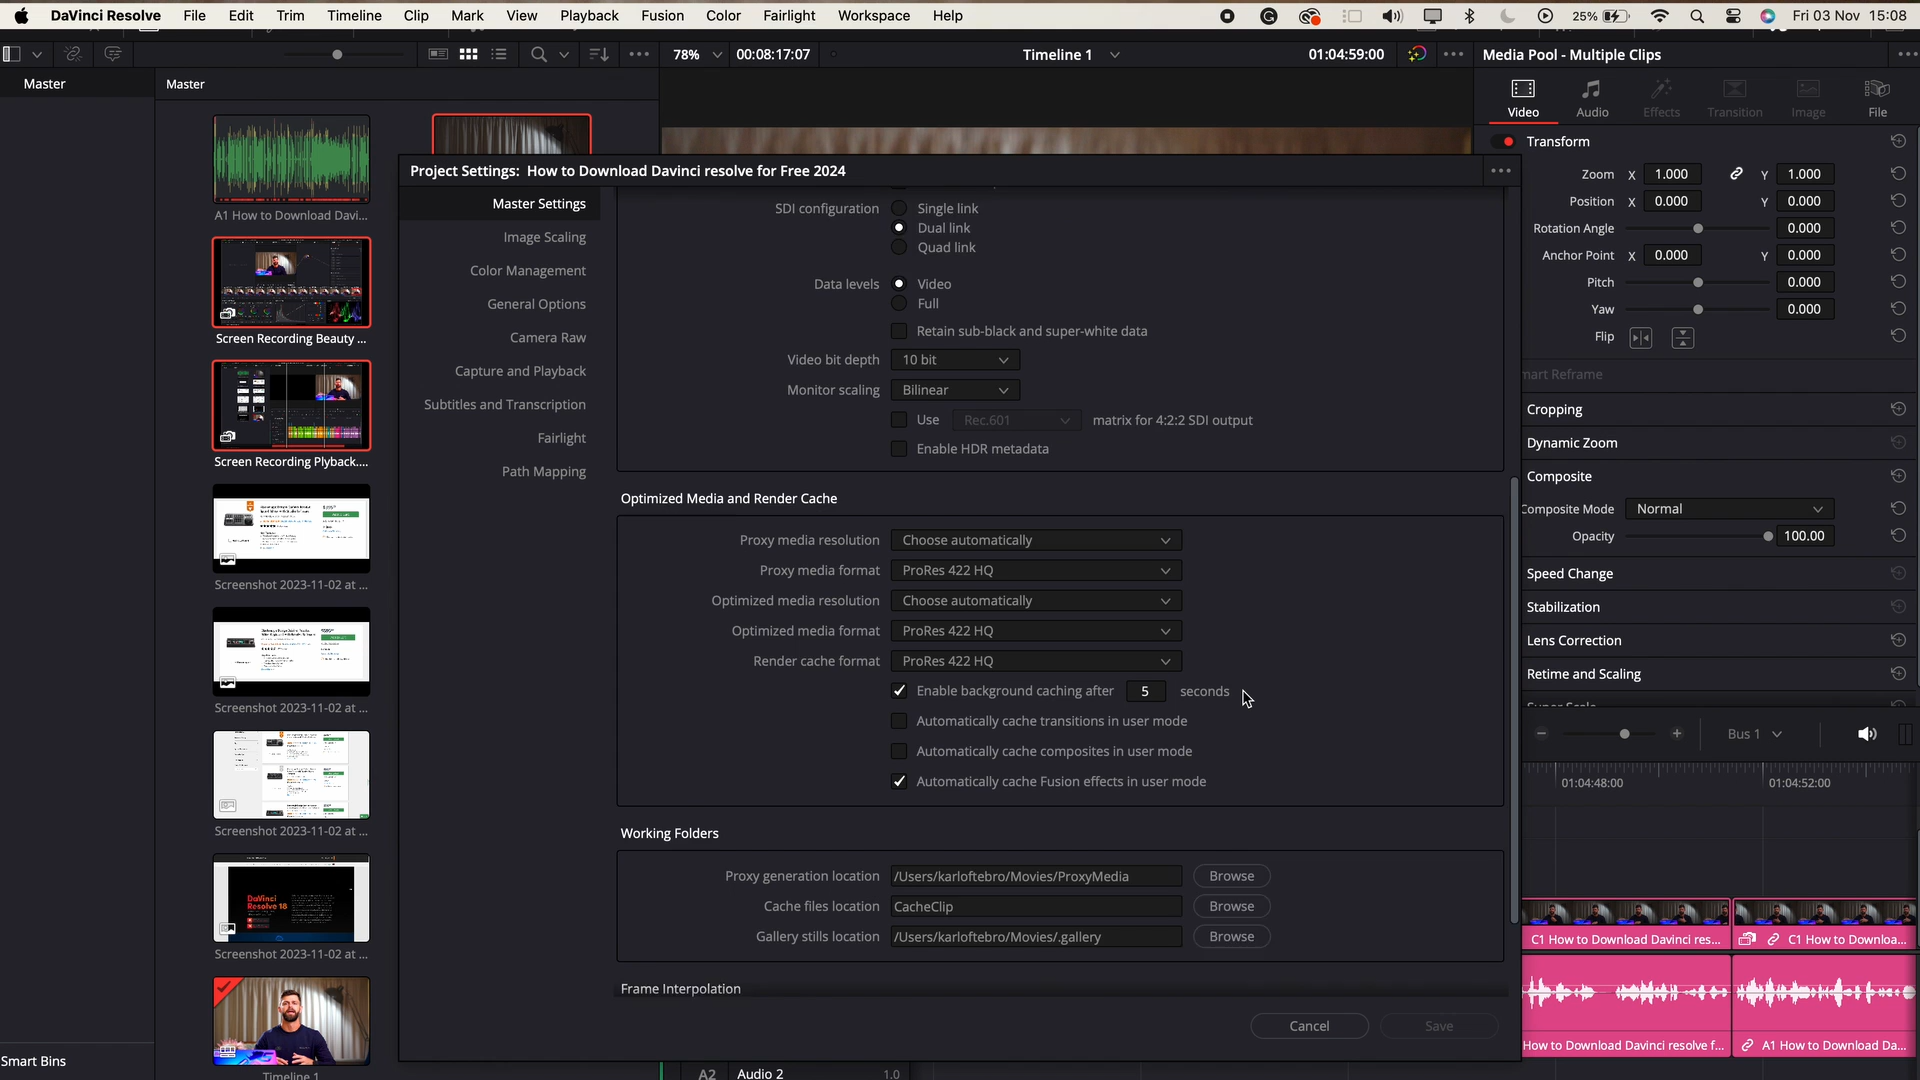 DaVinci Resolve File Edit Trim Timeline Clip Mark View Playback Fusion Color Fairlight Workspace Help 25% Fri 03 Nov 15:08
78% 00:08:17:07 Timeline 1 01:04:59:00 Media Pool - Multiple Clips
Master
Master
Video Audio Effects Transition Image File
A1 How to Download Davi...
Screen Recording Beauty ...
Screen Recording Plyback....
Screenshot 2023-11-02 at ...
Screenshot 2023-11-02 at ...
Screenshot 2023-11-02 at ...
DaVinci
Resolve 18
Screenshot 2023-11-02 at ...
Timeline 1
Smart Bins
Project Settings: How to Download Davinci resolve for Free 2024
Master Settings
Image Scaling
Color Management
General Options
Camera Raw
Capture and Playback
Subtitles and Transcription
Fairlight
Path Mapping
SDI configuration Single link
Dual link
Quad link
Data levels Video
Full
Retain sub-black and super-white data
Video bit depth 10 bit
Monitor scaling Bilinear
Use Rec.601 matrix for 4:2:2 SDI output
Enable HDR metadata
Optimized Media and Render Cache
Proxy media resolution Choose automatically
Proxy media format ProRes 422 HQ
Optimized media resolution Choose automatically
Optimized media format ProRes 422 HQ
Render cache format ProRes 422 HQ
Enable background caching after 5 seconds
Automatically cache transitions in user mode
Automatically cache composites in user mode
Automatically cache Fusion effects in user mode
Working Folders
Proxy generation location /Users/karloftebro/Movies/ProxyMedia Browse
Cache files location CacheClip Browse
Gallery stills location /Users/karloftebro/Movies/.gallery Browse
Frame Interpolation
Cancel Save
Transform
Zoom X 1.000 Y 1.000
Position X 0.000 Y 0.000
Rotation Angle 0.000
Anchor Point X 0.000 Y 0.000
Pitch 0.000
Yaw 0.000
Flip
mart Reframe
Cropping
Dynamic Zoom
Composite
Composite Mode Normal
Opacity 100.00
Speed Change
Stabilization
Lens Correction
Retime and Scaling
Bus 1
01:04:48:00 01:04:52:00
C1 How to Download Davinci res... C1 How to Downloa...
How to Download Davinci resolve f... A1 How to Download Da...
A2 Audio 2 1.0